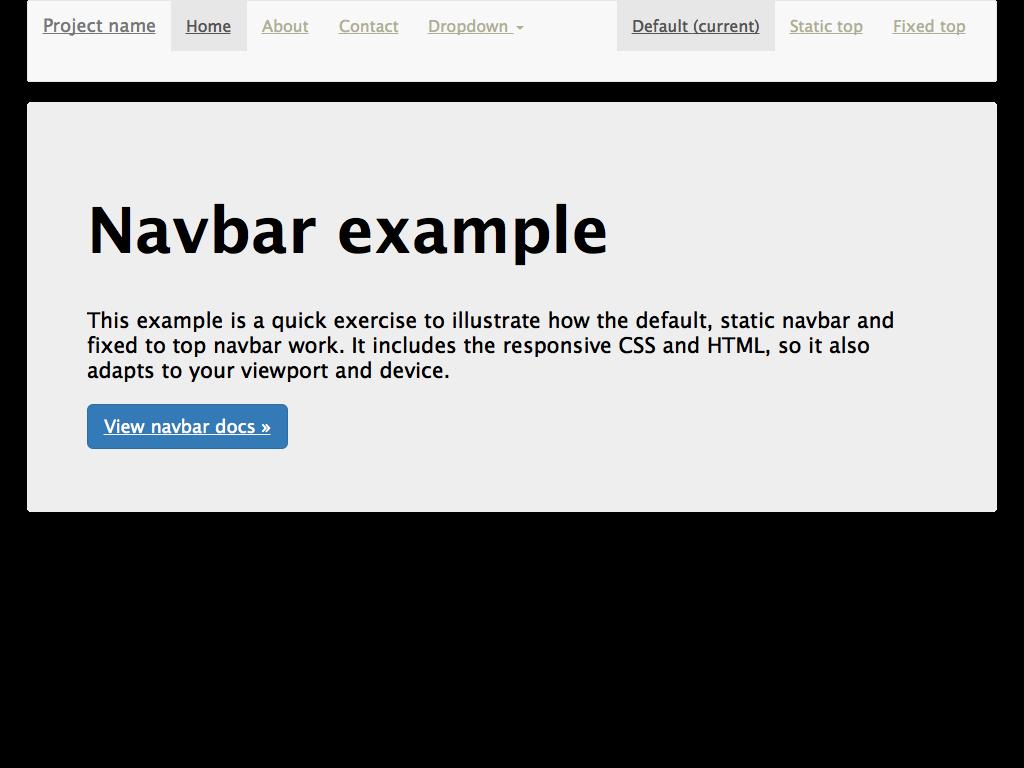 Project name Home About Contact Dropdown Default (current) Static top Fixed top
Navbar example
This example is a quick exercise to illustrate how the default, static navbar and
fixed to top navbar work. It includes the responsive CSS and HTML, so it also
adapts to your viewport and device.
View navbar docs »